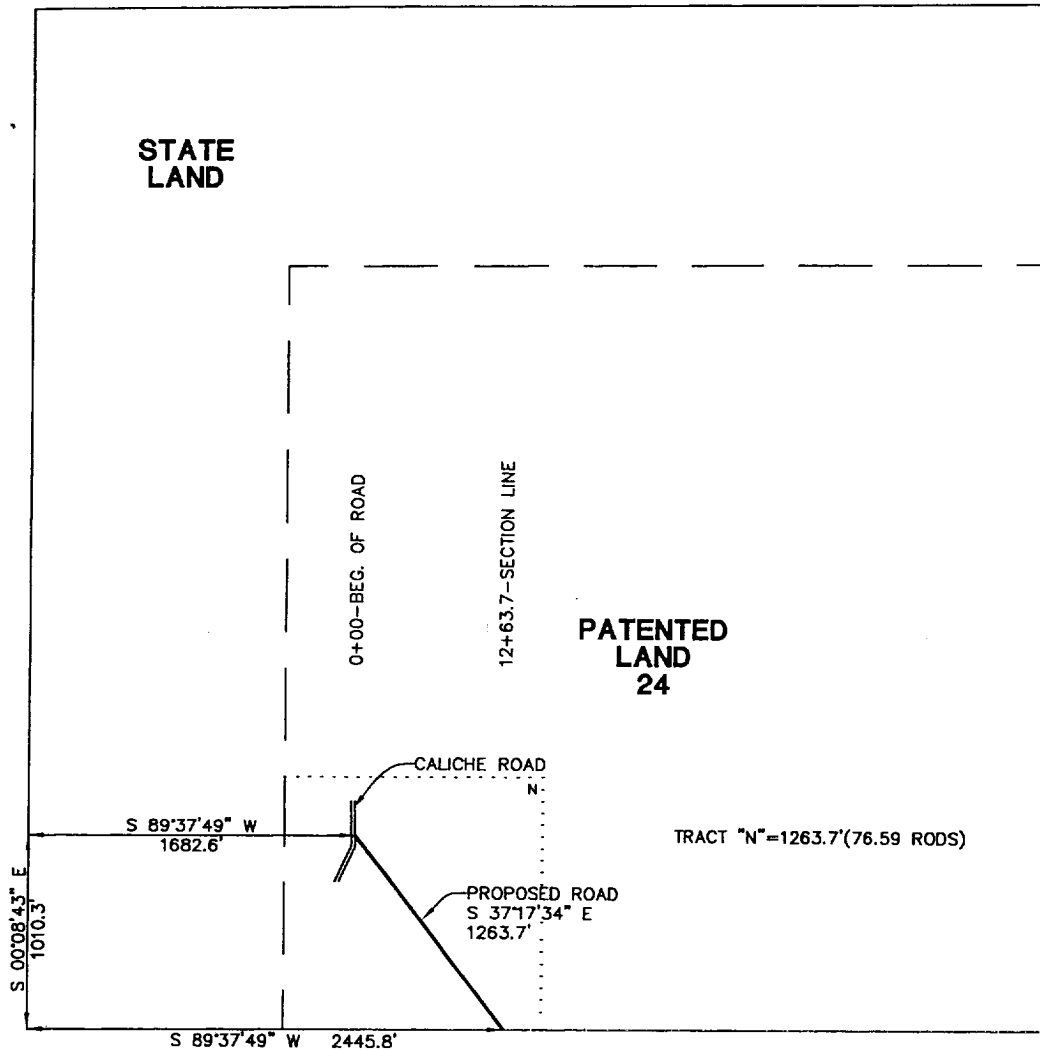 STATE
LAND
0+00-BEG. OF ROAD
12+63.7-SECTION LINE
PATENTED
LAND
24
CALICHE ROAD
N
S 89°37'49" W
1682.6'
TRACT "N"=1263.7'(76.59 RODS)
PROPOSED ROAD
S 37°17'34" E
1263.7'
S 00°08'43" E
1010.3'
S 89°37'49" W 2445.8'